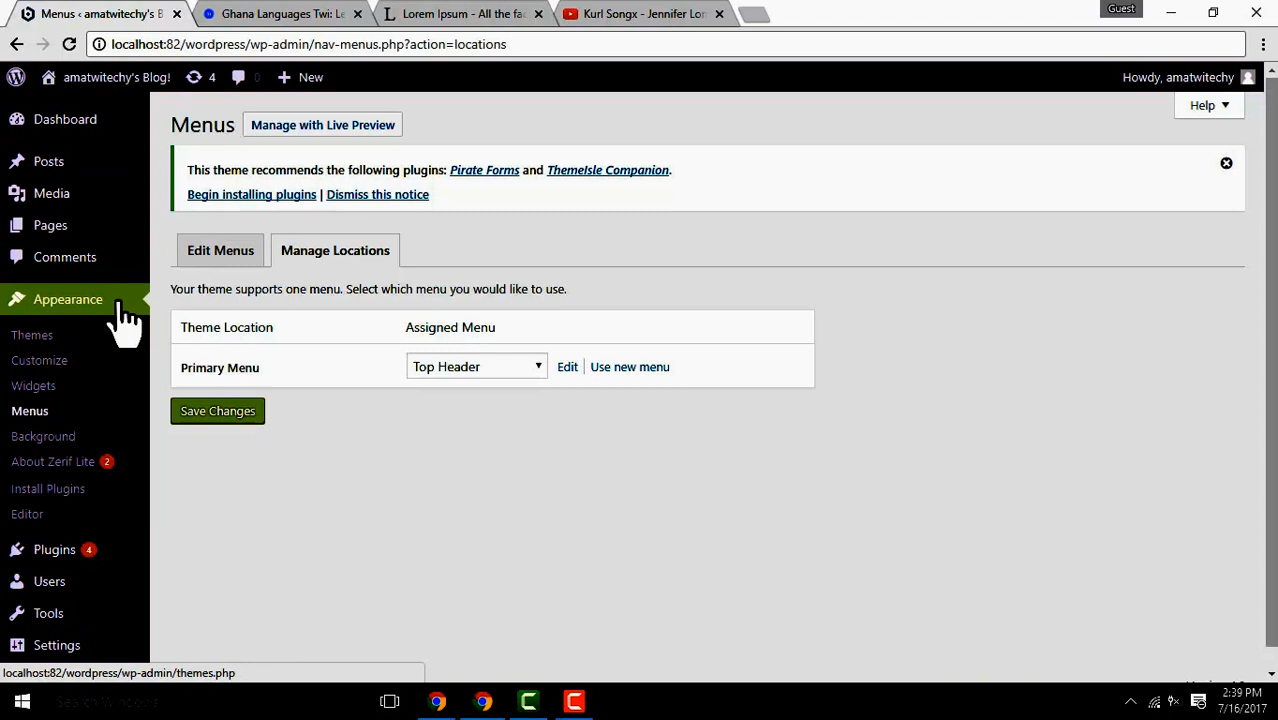 Menus ‹ amatwitechy's B
Ghana Languages Twi: Le
Lorem Ipsum - All the fac
Kurl Songx - Jennifer Lom
Guest
localhost:82/wordpress/wp-admin/nav-menus.php?action=locations
amatwitechy's Blog!
4
0
New
Howdy, amatwitechy
Help
Dashboard
Posts
Media
Pages
Comments
Appearance
Themes
Customize
Widgets
Menus
Background
About Zerif Lite 2
Install Plugins
Editor
Plugins 4
Users
Tools
Settings
Menus
Manage with Live Preview
This theme recommends the following plugins: Pirate Forms and ThemeIsle Companion.
Begin installing plugins | Dismiss this notice
Edit Menus
Manage Locations
Your theme supports one menu. Select which menu you would like to use.
Theme Location Assigned Menu
Primary Menu Top Header Edit | Use new menu
Save Changes
localhost:82/wordpress/wp-admin/themes.php
Search Windows
2:39 PM
7/16/2017